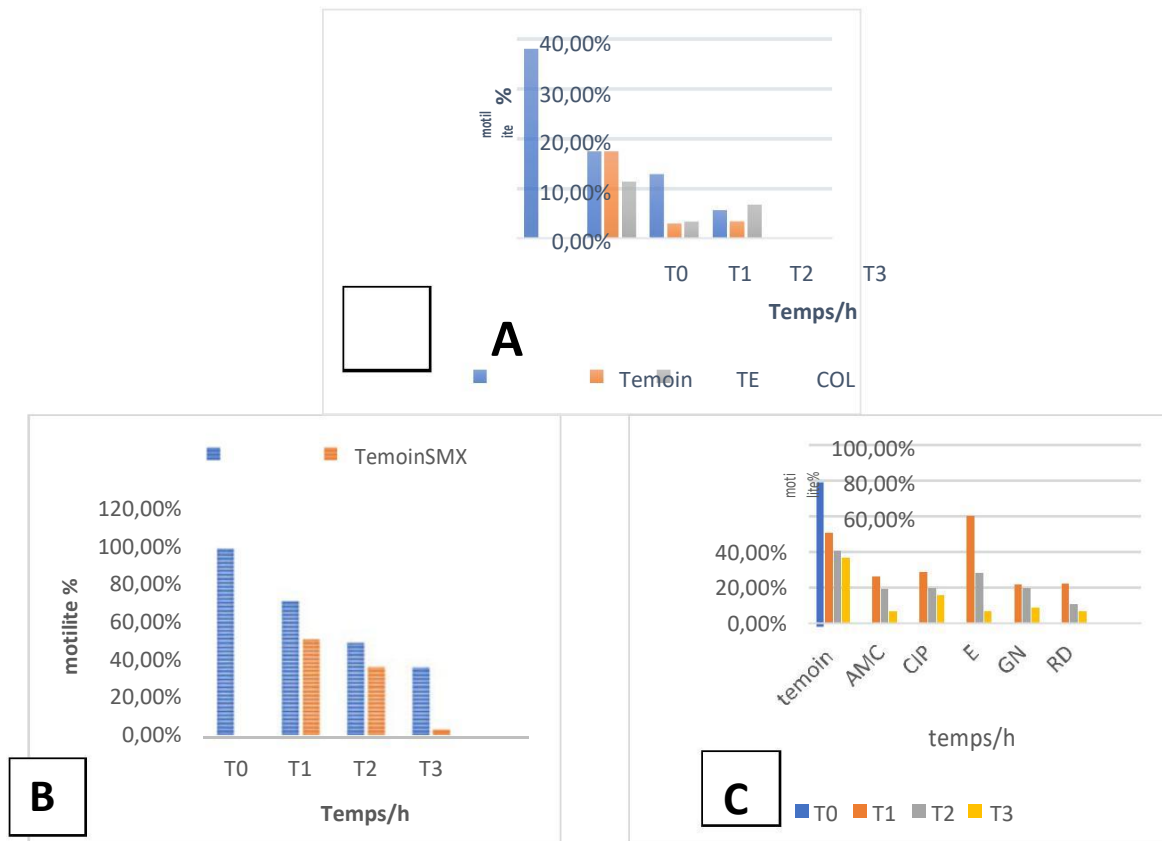 40,00%
30,00%
20,00%
10,00%
0,00%
motil
ite %
T0 T1 T2 T3
Temps/h
A
Temoin TE COL
TemoinSMX
120,00%
100,00%
80,00%
60,00%
40,00%
20,00%
0,00%
motilite %
T0 T1 T2 T3
Temps/h
B
100,00%
80,00%
60,00%
40,00%
20,00%
0,00%
moti
lite%
temoin AMC CIP E GN RD
temps/h
C
T0 T1 T2 T3